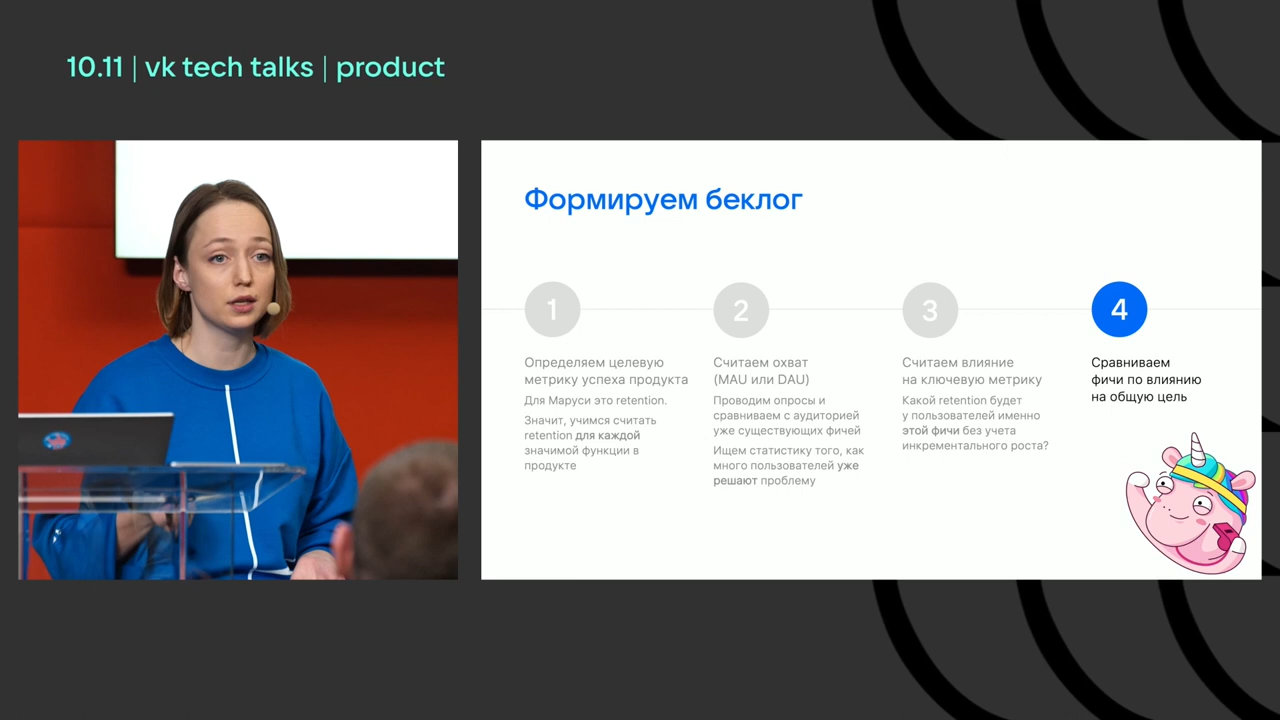 10.11 | vk tech talks | product
Формируем беклог
1
Определяем целевую
метрику успеха продукта
Для Маруси это retention.
Значит, учимся считать
retention для каждой
значимой функции в
продукте
2
Считаем охват
(MAU или DAU)
Проводим опросы и
сравниваем с аудиторией
уже существующих фичей
Ищем статистику того, как
много пользователей уже
решают проблему
3
Считаем влияние
на ключевую метрику
Какой retention будет
у пользователей именно
этой фичи без учета
инкрементального роста?
4
Сравниваем
фичи по влиянию
на общую цель